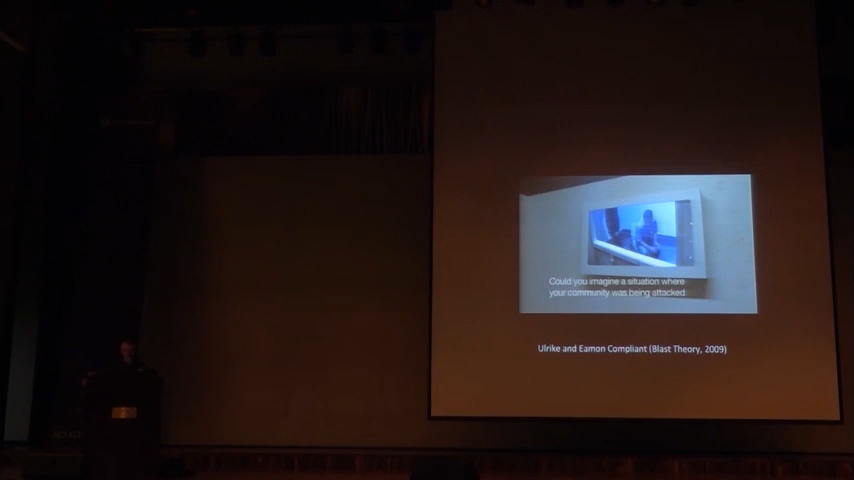 Could you imagine a situation where
your community was being attacked
Ulrike and Eamon Compliant (Blast Theory, 2009)